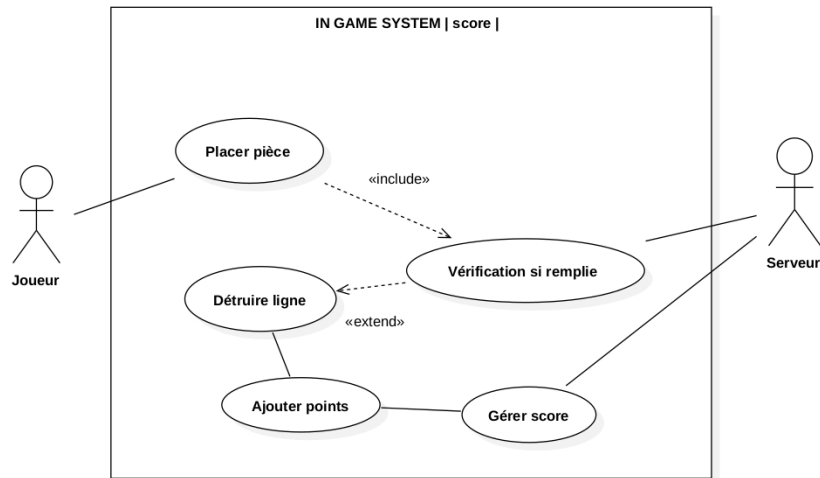 IN GAME SYSTEM | score |
Placer pièce
«include»
Joueur
Serveur
Vérification si remplie
Détruire ligne
«extend»
Ajouter points
Gérer score